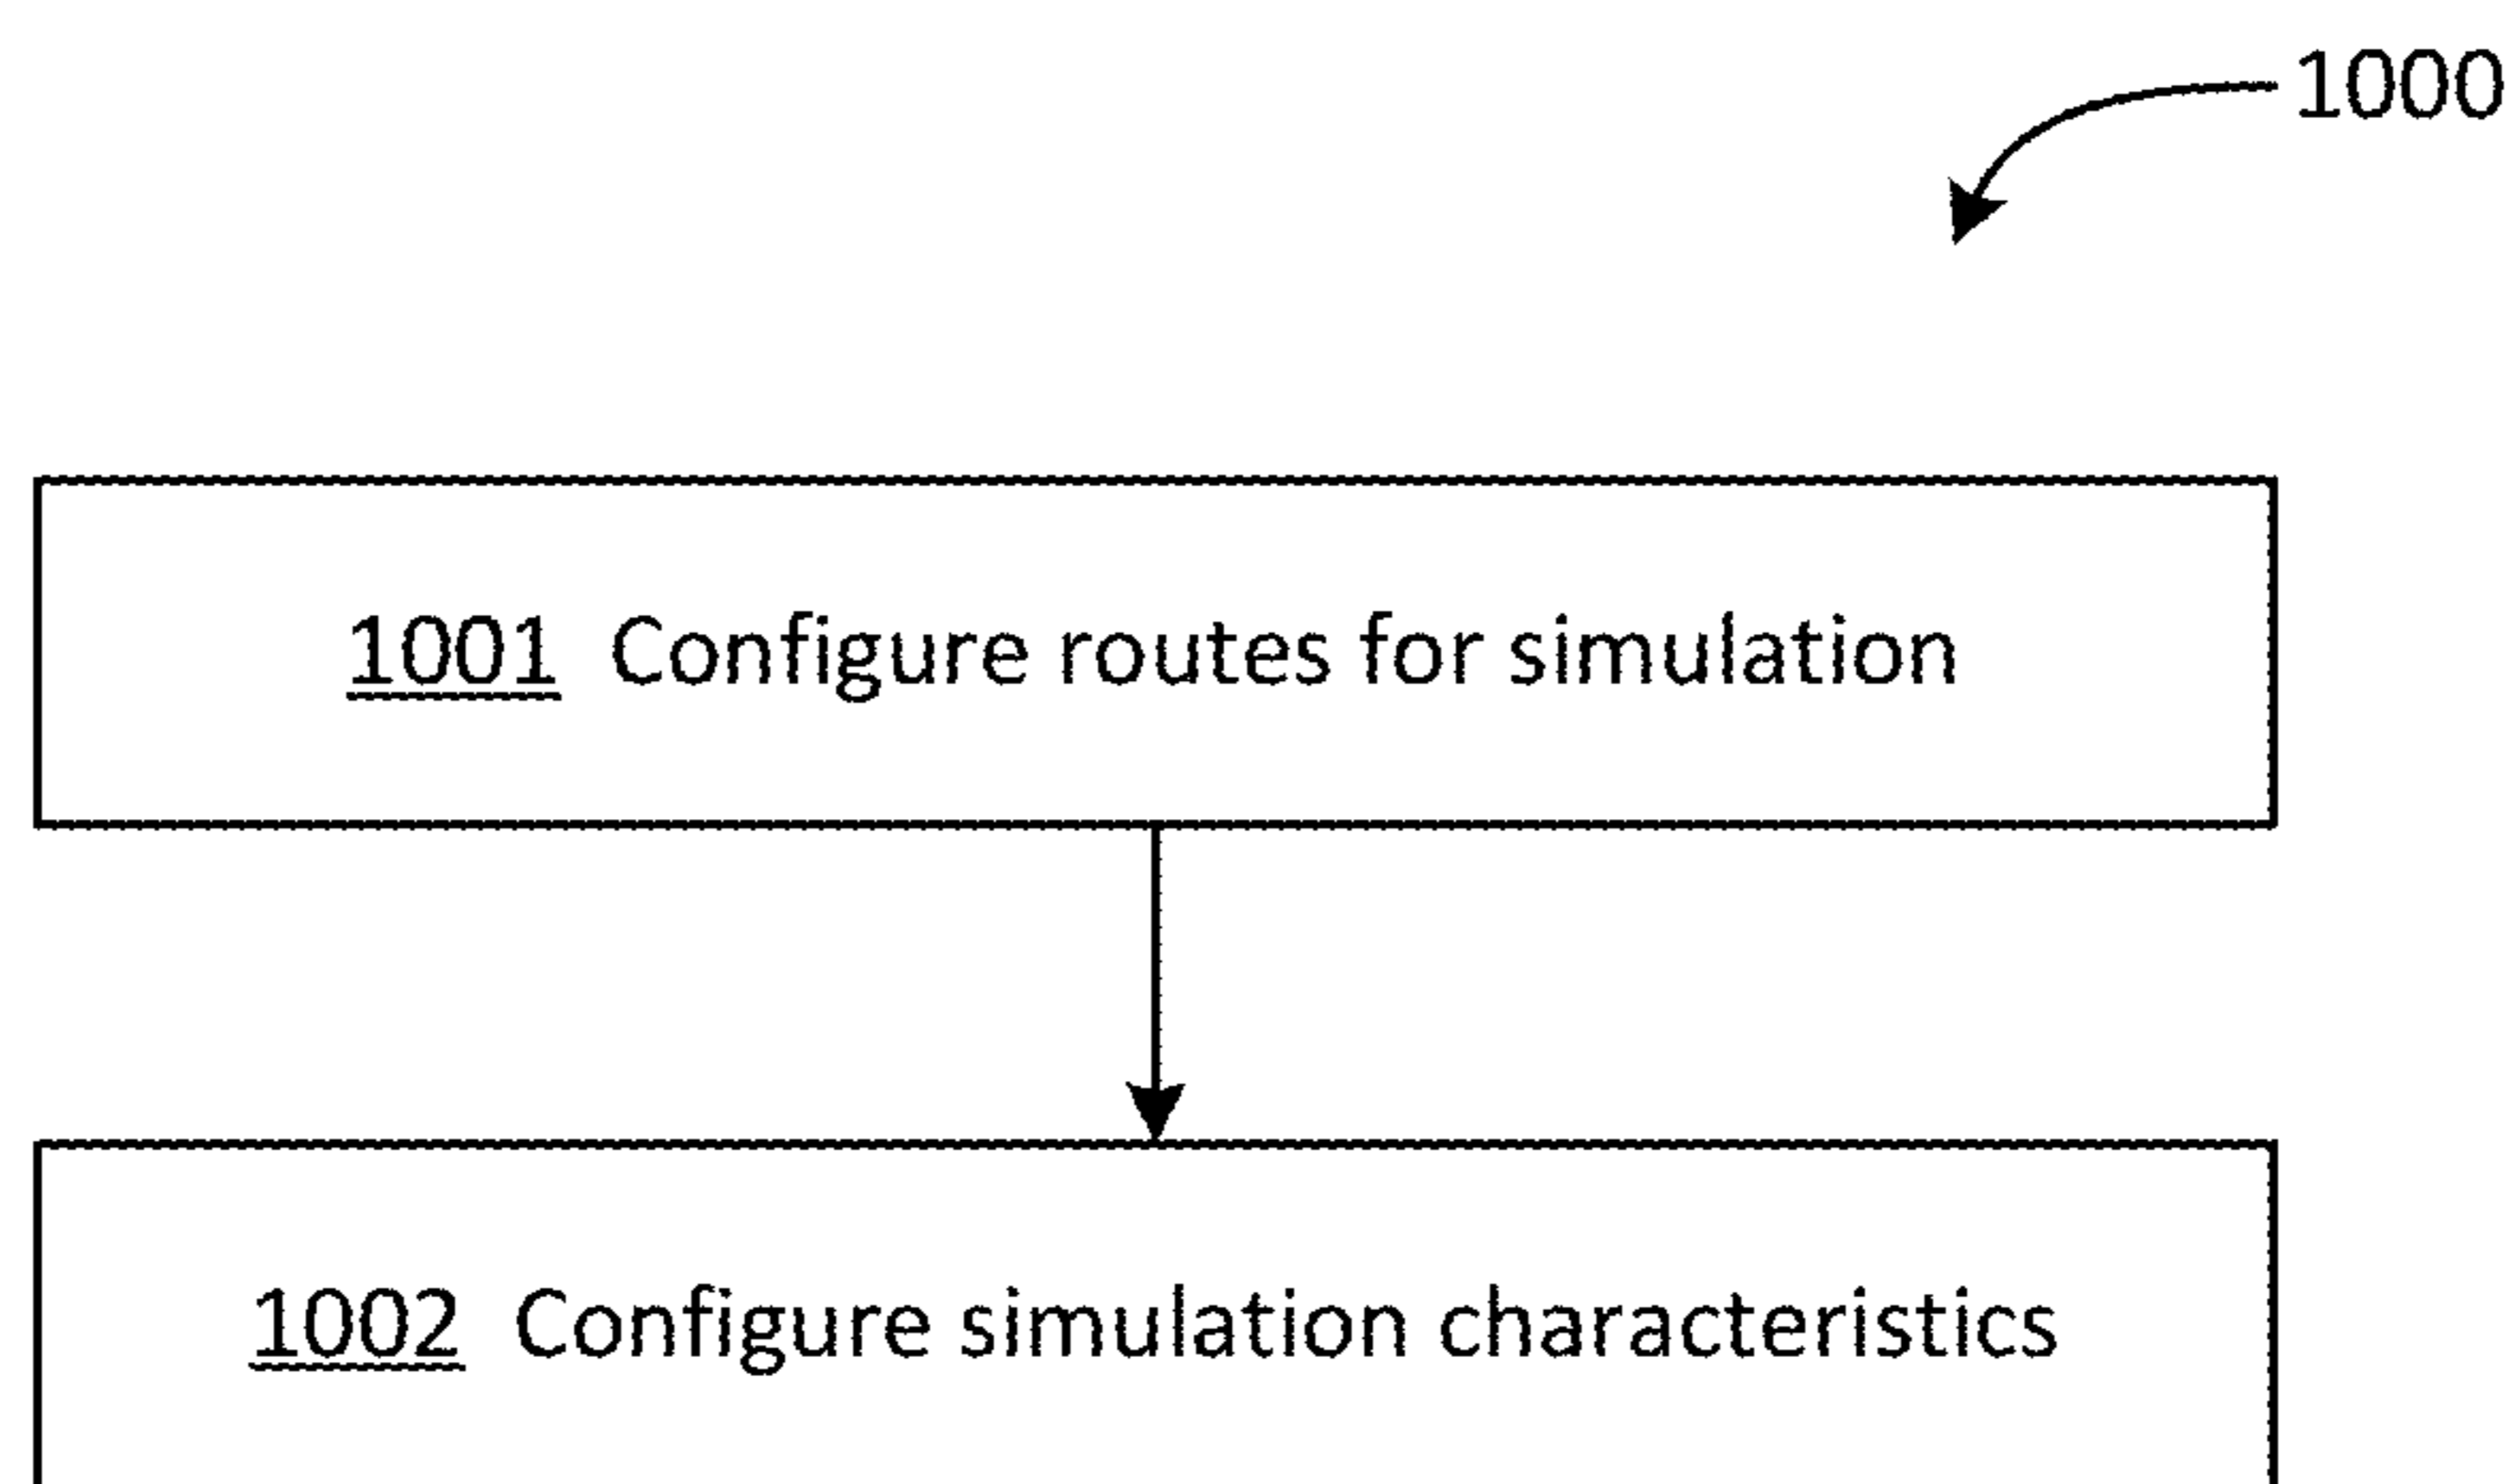 1000
1001 Configure routes for simulation
1002 Configure simulation characteristics